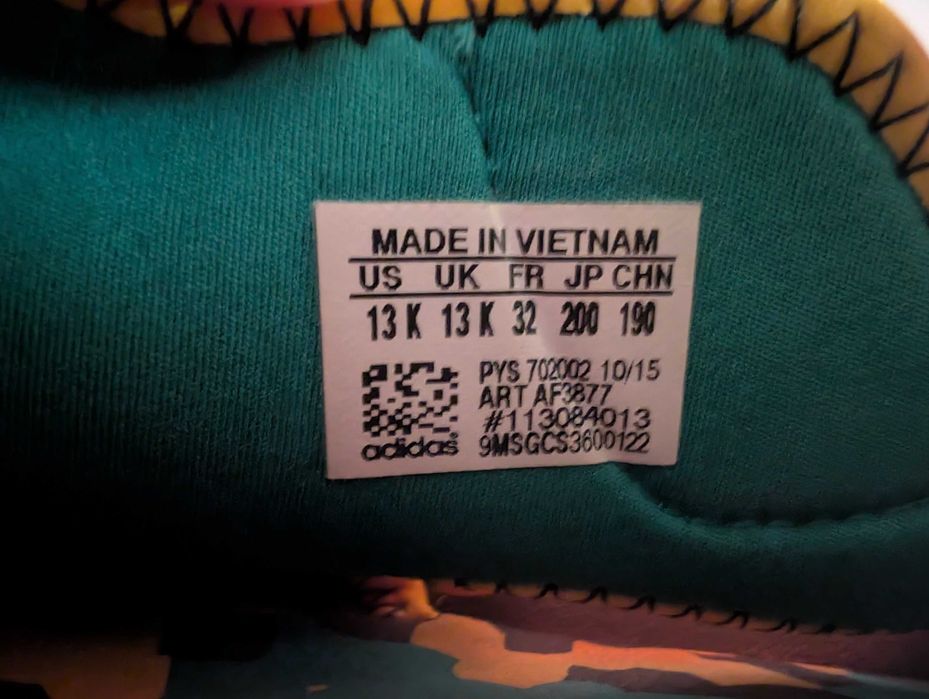 MADE IN VIETNAM
US UK FR JP CHN
13 K 13 K 32 200 190
PYS 702002 10/15
ART AF3877
#113084013
adidas 9MSGCS3600122